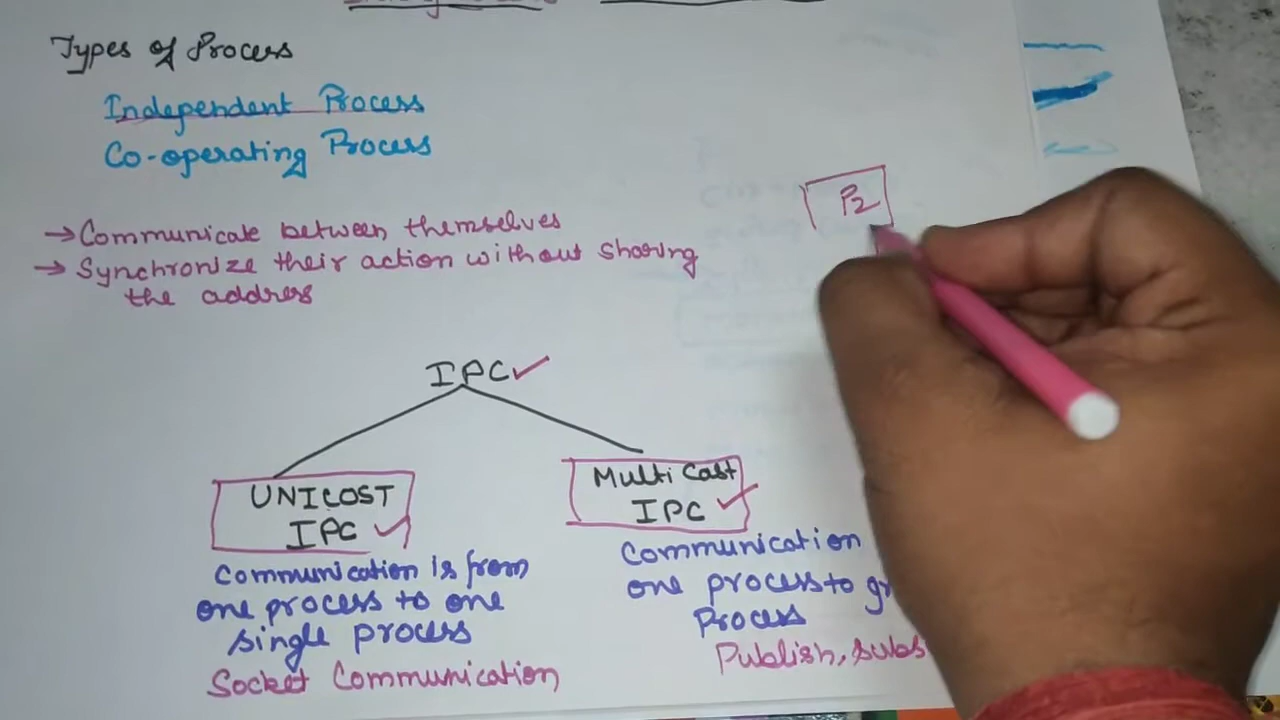 Types of Process
Independent Process
Co-operating Process
P2
→ Communicate between themselves
→ Synchronize their action without sharing
the address
IPC
UNICOST
IPC
Communication is from
one process to one
single process
Socket Communication
Multi Cast
IPC
Communication
one process to
Process
Publish,